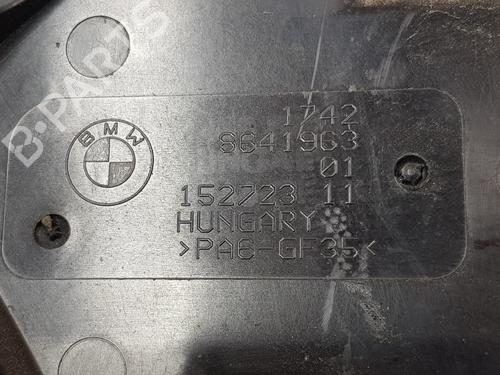 B-PARTS
BMW
1742
8641963
01
152723 11
HUNGARY
>PA6-GF35<